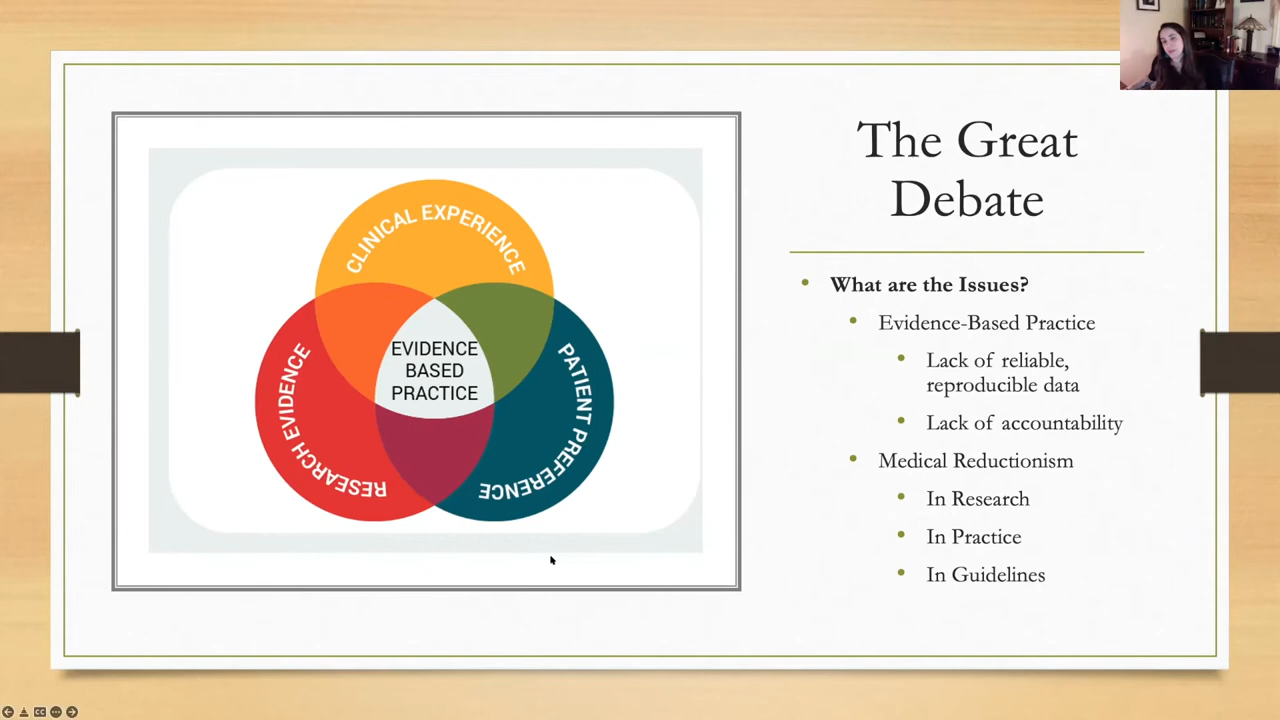 CLINICAL EXPERIENCE
RESEARCH EVIDENCE
PATIENT PREFERENCE
EVIDENCE
BASED
PRACTICE
The Great
Debate
• What are the Issues?
• Evidence-Based Practice
• Lack of reliable,
reproducible data
• Lack of accountability
• Medical Reductionism
• In Research
• In Practice
• In Guidelines
CC